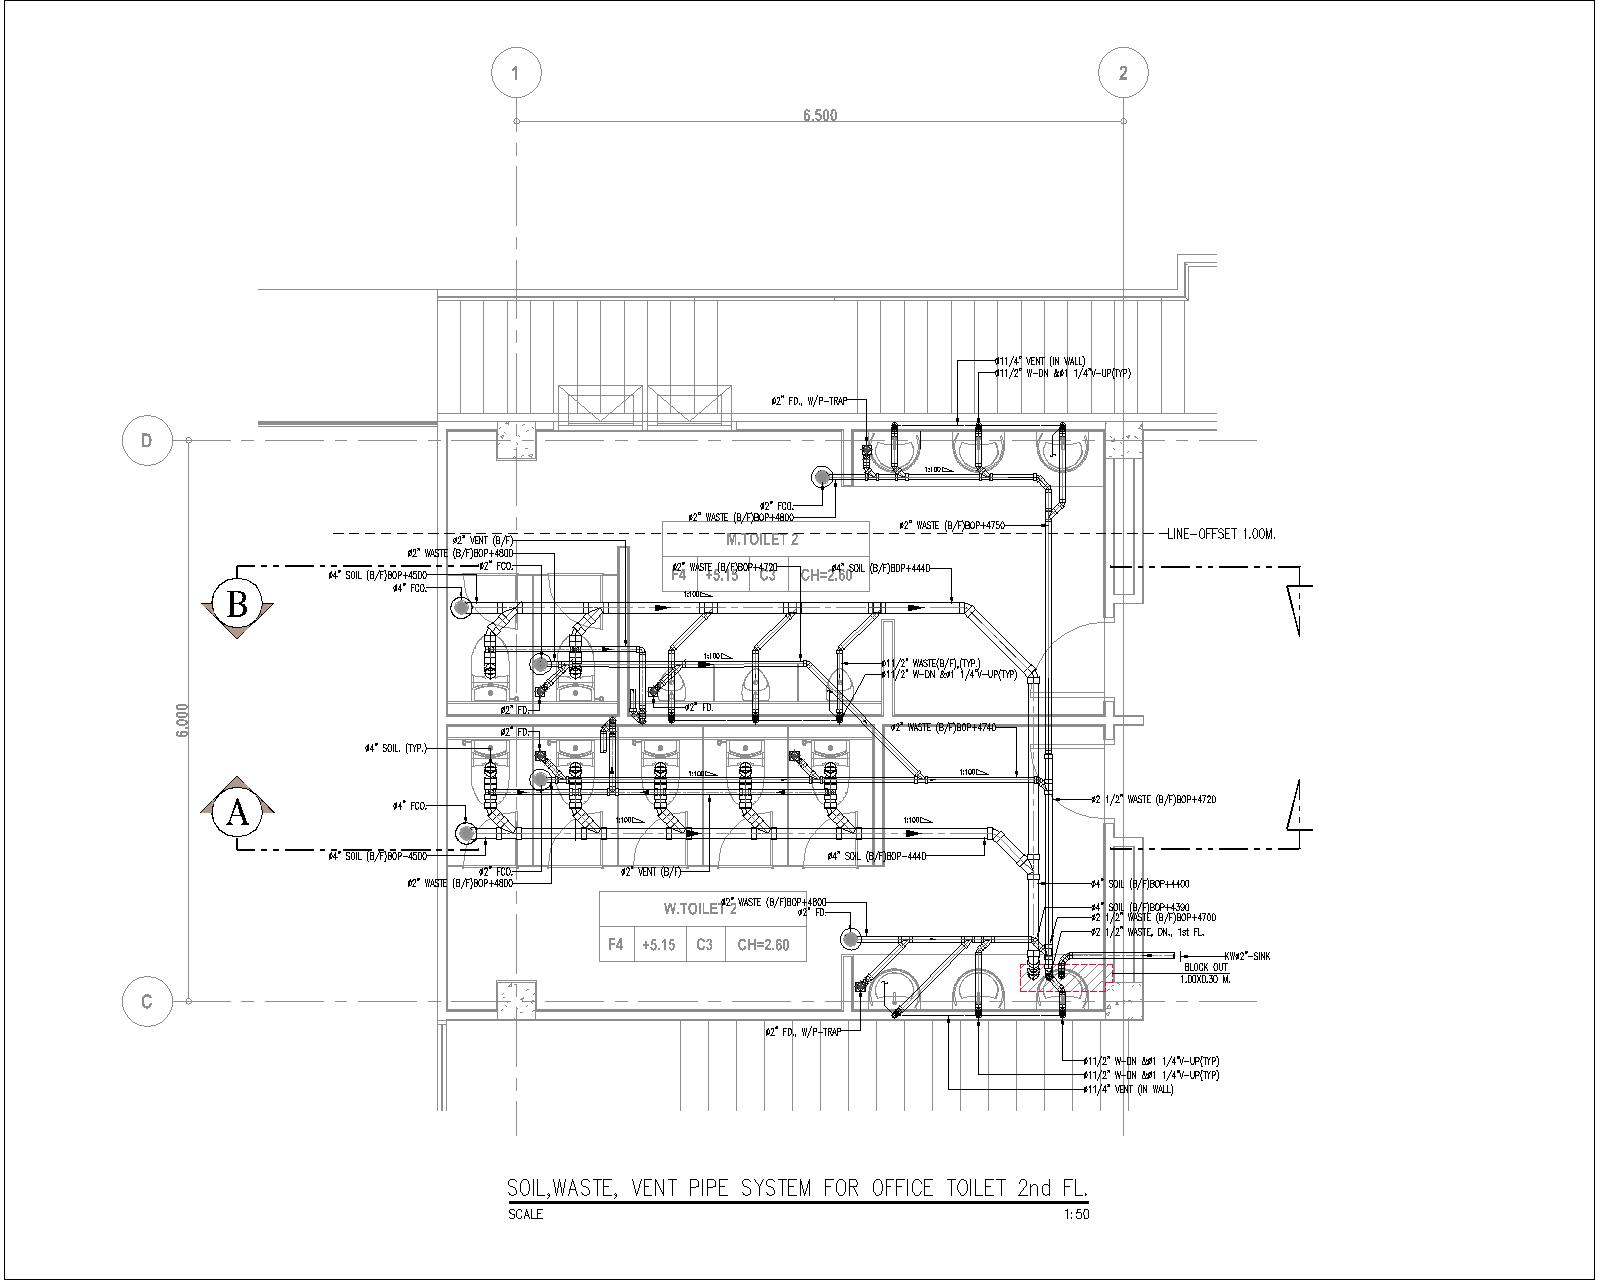 1
2
6.500
ø11/4" VENT (IN WALL)
ø11/2" W-DN &ø1 1/4"V-UP(TYP)
ø2" FD., W/P-TRAP
D
1:100
ø2" FCO.
ø2" WASTE (B/F)BOP+4800
ø2" WASTE (B/F)BOP+4750
LINE-OFFSET 1.00M.
ø2" VENT (B/F)
M.TOILET 2
ø2" WASTE (B/F)BOP+4800
ø2" FCO.
ø2" WASTE (B/F)BOP+4720
ø4" SOIL (B/F)BOP+4440
ø4" SOIL (B/F)BOP+4500
F4
+5.15
C3
CH=2.60
ø4" FCO.
1:100
B
1:100
ø11/2" WASTE(B/F),(TYP.)
ø11/2" W-DN &ø1 1/4"V-UP(TYP)
ø2" FD.
ø2" FD.
6.000
ø2" WASTE (B/F)BOP+4740
ø2" FD.
ø4" SOIL. (TYP.)
1:100
1:100
ø2 1/2" WASTE (B/F)BOP+4720
A
ø4" FCO.
1:100
ø4" SOIL (B/F)BOP-4500
ø4" SOIL (B/F)BOP-4440
ø2" FCO.
ø2" VENT (B/F)
ø2" WASTE (B/F)BOP+4800
ø4" SOIL (B/F)BOP+4400
ø2" WASTE (B/F)BOP+4800
W.TOILET 2
ø2" FD.
ø4" SOIL (B/F)BOP+4390
ø2 1/2" WASTE (B/F)BOP+4700
ø2 1/2" WASTE, DN., 1st FL.
F4
+5.15
C3
CH=2.60
KWø2"-SINK
BLOCK OUT
1.00X0.30 M.
C
ø2" FD., W/P-TRAP
ø11/2" W-DN &ø1 1/4"V-UP(TYP)
ø11/2" W-DN &ø1 1/4"V-UP(TYP)
ø11/4" VENT (IN WALL)
SOIL,WASTE, VENT PIPE SYSTEM FOR OFFICE TOILET 2nd FL.
SCALE
1:50